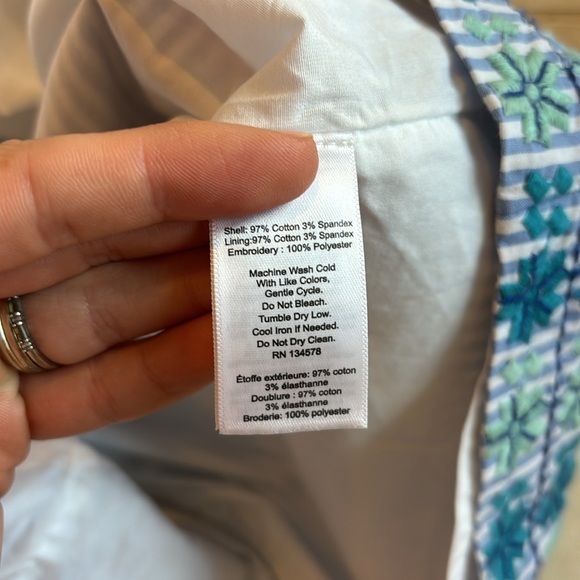 Shell: 97% Cotton 3% Spandex
Lining:97% Cotton 3% Spandex
Embroidery : 100% Polyester
Machine Wash Cold
With Like Colors,
Gentle Cycle.
Do Not Bleach.
Tumble Dry Low.
Cool Iron If Needed.
Do Not Dry Clean.
RN 134578
Étoffe extérieure: 97% coton
3% élasthanne
Doublure : 97% coton
3% élasthanne
Broderie: 100% polyester